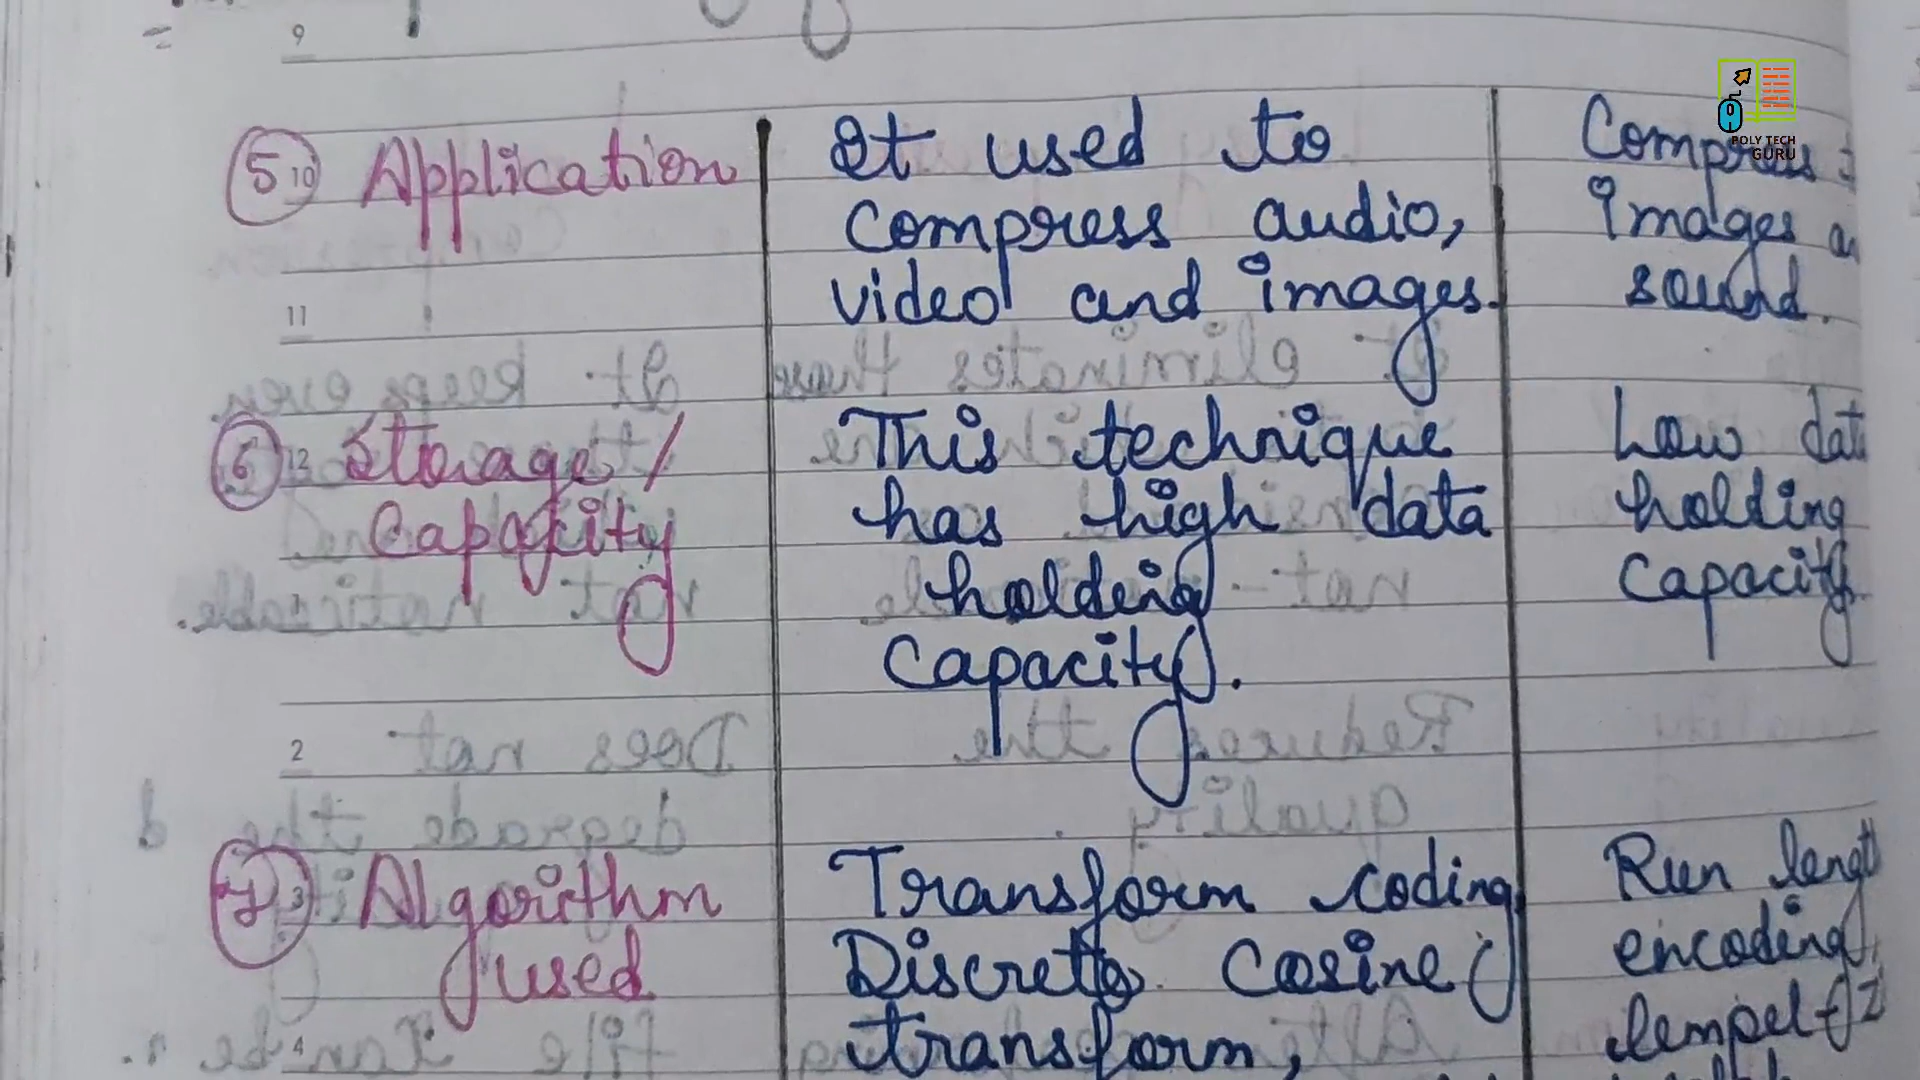 9
5 10 Application
It used to
compress audio,
video and images.
Compress
images
sound.
11
6 12 Storage /
Capacity
This technique
has high data
holding
capacity.
Low data
holding
capacity
2
7 3 Algorithm
used
Transform coding,
Discrete Cosine
transform,
Run length
encoding,
lempel-
4
POLY TECH
GURU